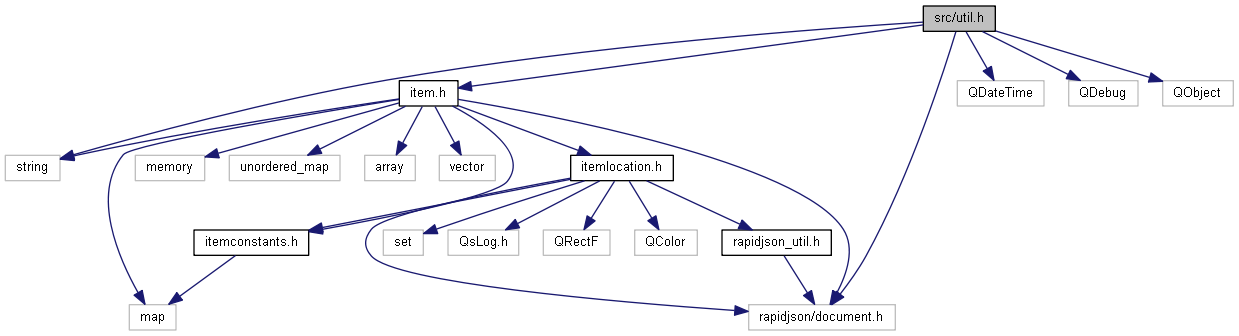 src/util.h
item.h
QDateTime
QDebug
QObject
string
memory
unordered_map
array
vector
itemlocation.h
itemconstants.h
set
QsLog.h
QRectF
QColor
rapidjson_util.h
map
rapidjson/document.h